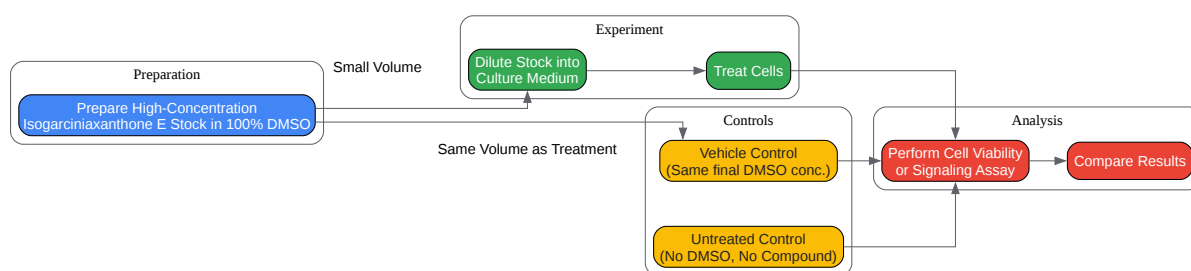 Preparation
Prepare High-Concentration
Isogarciniaxanthone E Stock in 100% DMSO
Small Volume
Same Volume as Treatment
Experiment
Dilute Stock into
Culture Medium
Treat Cells
Controls
Vehicle Control
(Same final DMSO conc.)
Untreated Control
(No DMSO, No Compound)
Analysis
Perform Cell Viability
or Signaling Assay
Compare Results